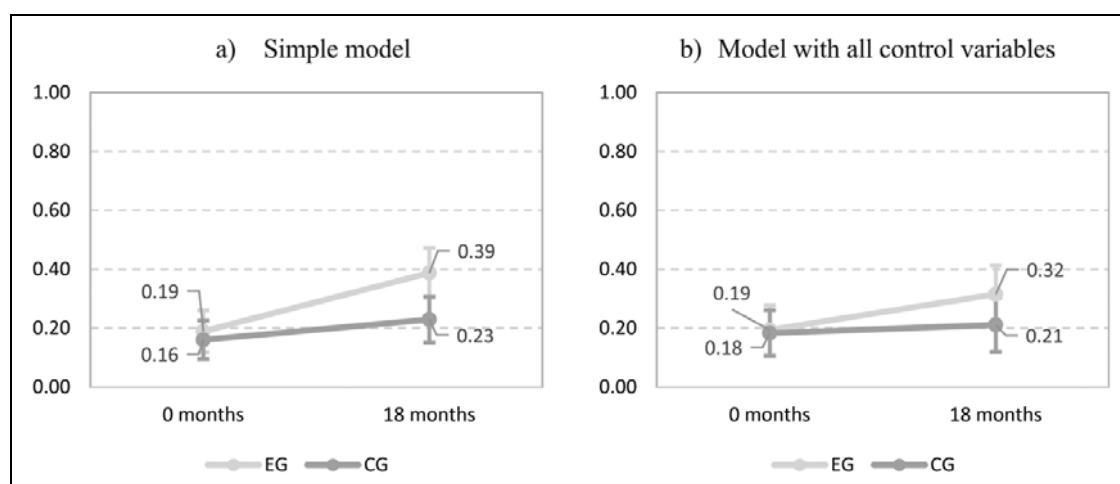 a) Simple model
1.00
0.80
0.60
0.40
0.20
0.00
0.19
0.16
0.39
0.23
0 months
18 months
EG
CG
b) Model with all control variables
1.00
0.80
0.60
0.40
0.20
0.00
0.19
0.18
0.32
0.21
0 months
18 months
EG
CG